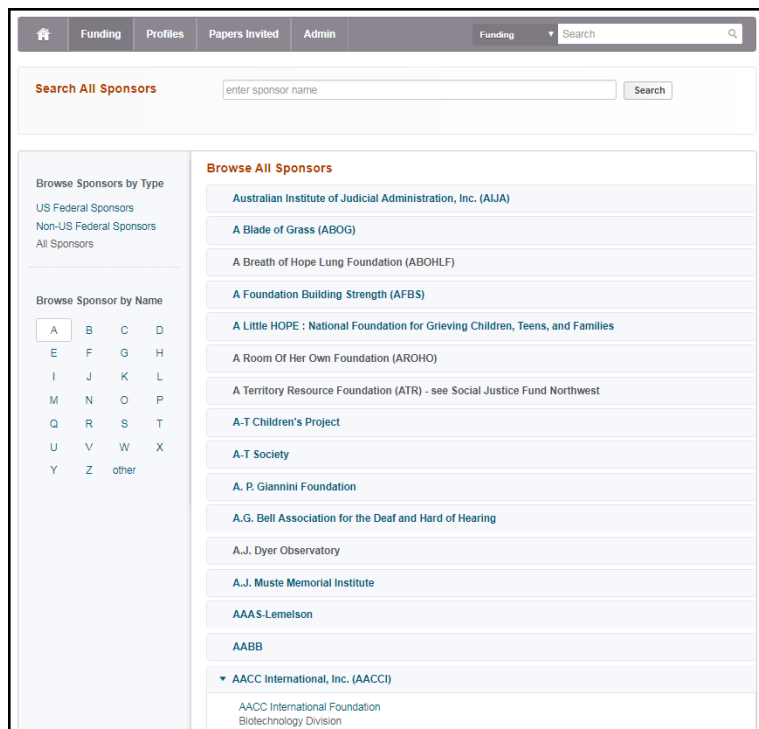 Funding Profiles Papers Invited Admin Funding Search
Search All Sponsors enter sponsor name Search
Browse Sponsors by Type
US Federal Sponsors
Non-US Federal Sponsors
All Sponsors
Browse Sponsor by Name
A B C D
E F G H
I J K L
M N O P
Q R S T
U V W X
Y Z other
Browse All Sponsors
Australian Institute of Judicial Administration, Inc. (AIJA)
A Blade of Grass (ABOG)
A Breath of Hope Lung Foundation (ABOHLF)
A Foundation Building Strength (AFBS)
A Little HOPE : National Foundation for Grieving Children, Teens, and Families
A Room Of Her Own Foundation (AROHO)
A Territory Resource Foundation (ATR) - see Social Justice Fund Northwest
A-T Children's Project
A-T Society
A. P. Giannini Foundation
A.G. Bell Association for the Deaf and Hard of Hearing
A.J. Dyer Observatory
A.J. Muste Memorial Institute
AAAS-Lemelson
AABB
AACC International, Inc. (AACCI)
AACC International Foundation
Biotechnology Division